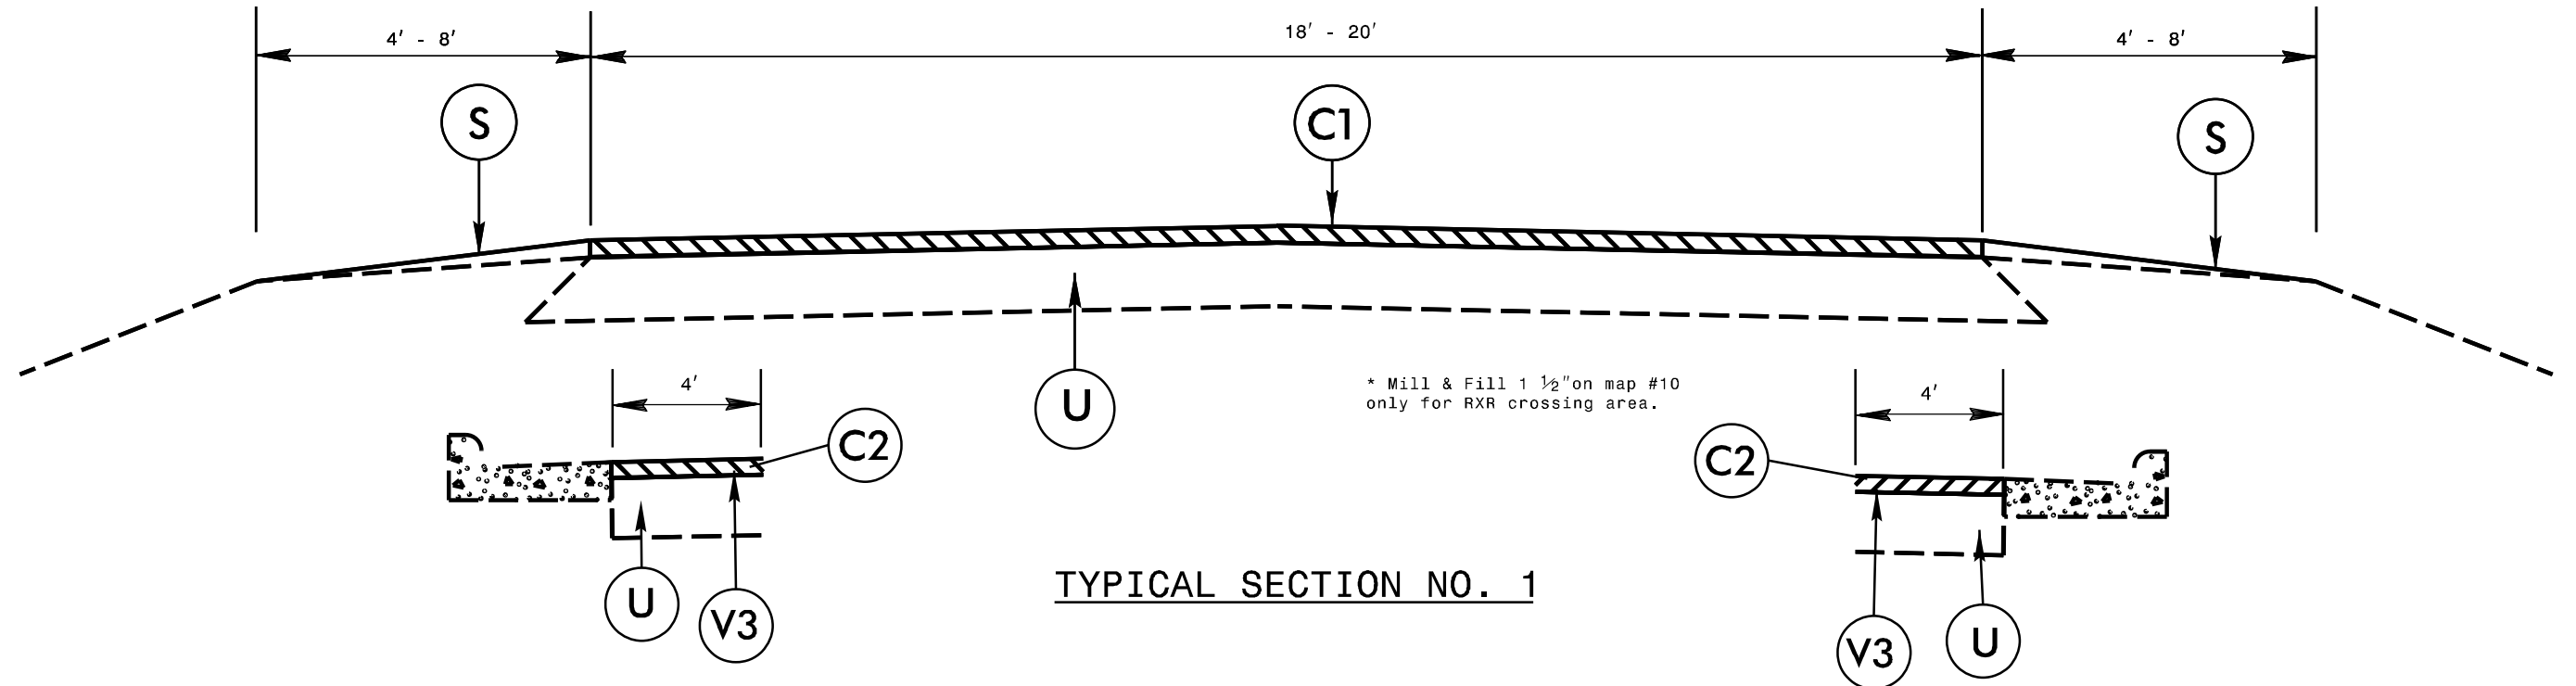 4' - 8'
18' - 20'
4' - 8'
S
C1
S
U
* Mill & Fill 1 ½"on map #10
only for RXR crossing area.
4'
C2
U
V3
4'
C2
V3
U
TYPICAL SECTION NO. 1